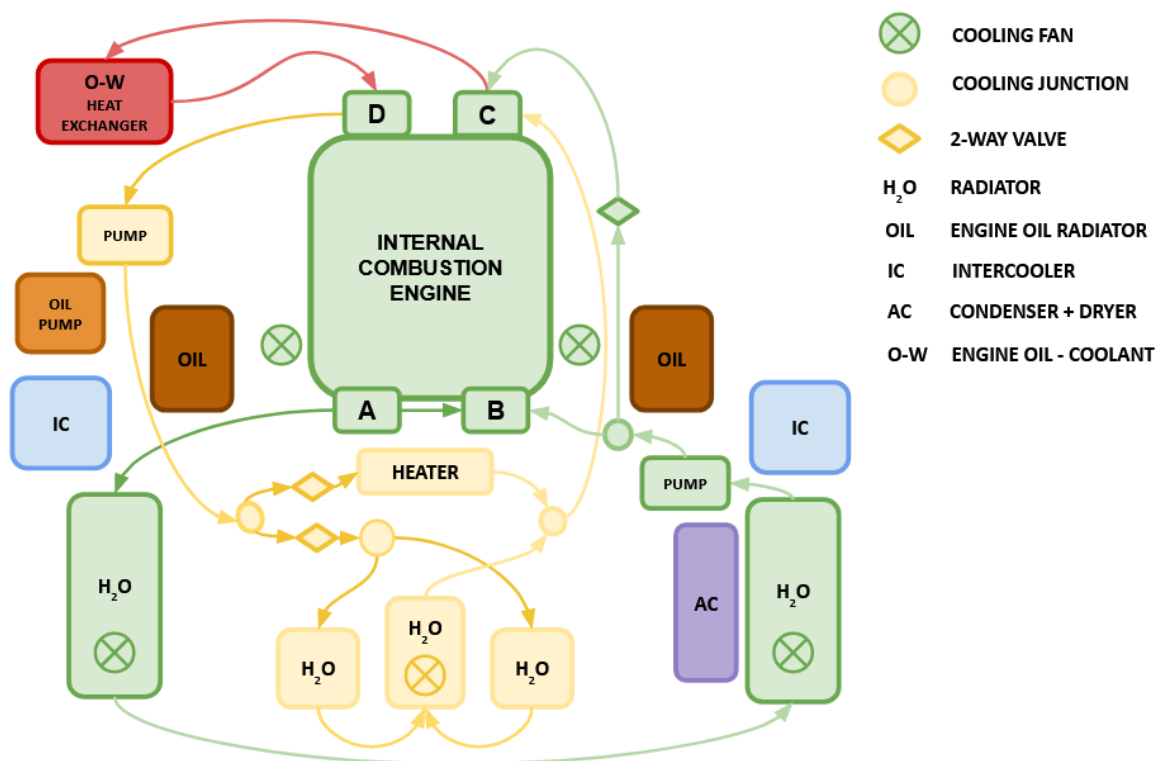 O-W
HEAT
EXCHANGER
D
C
PUMP
INTERNAL
COMBUSTION
ENGINE
OIL
PUMP
OIL
OIL
IC
IC
A
B
HEATER
PUMP
H₂O
H₂O
H₂O
H₂O
AC
H₂O
COOLING FAN
COOLING JUNCTION
2-WAY VALVE
H₂O RADIATOR
OIL ENGINE OIL RADIATOR
IC INTERCOOLER
AC CONDENSER + DRYER
O-W ENGINE OIL - COOLANT